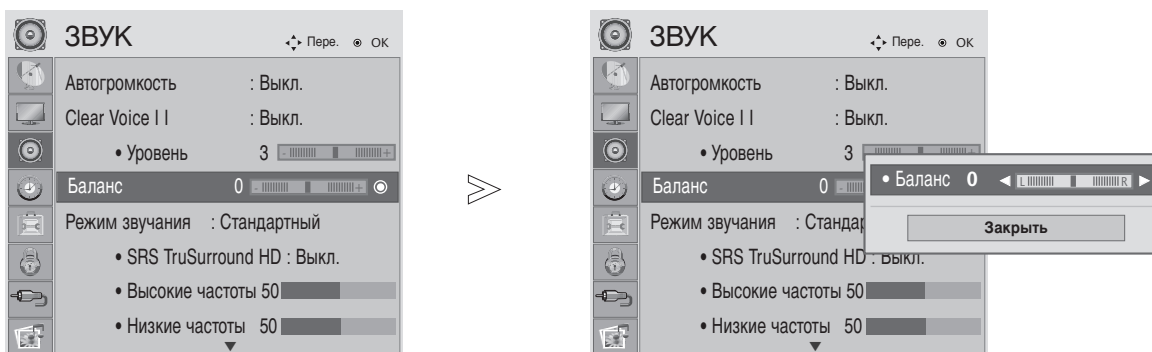 ЗВУК Пере. OK
Автогромкость : Выкл.
Clear Voice I I : Выкл.
• Уровень 3 - +
Баланс 0 - +
Режим звучания : Стандартный
• SRS TruSurround HD : Выкл.
• Высокие частоты 50
• Низкие частоты 50
ЗВУК Пере. OK
Автогромкость : Выкл.
Clear Voice I I : Выкл.
• Уровень 3 - +
Баланс 0 -
Режим звучания : Стандар
• SRS TruSurround HD : Выкл.
• Высокие частоты 50
• Низкие частоты 50
• Баланс 0 L R
Закрыть